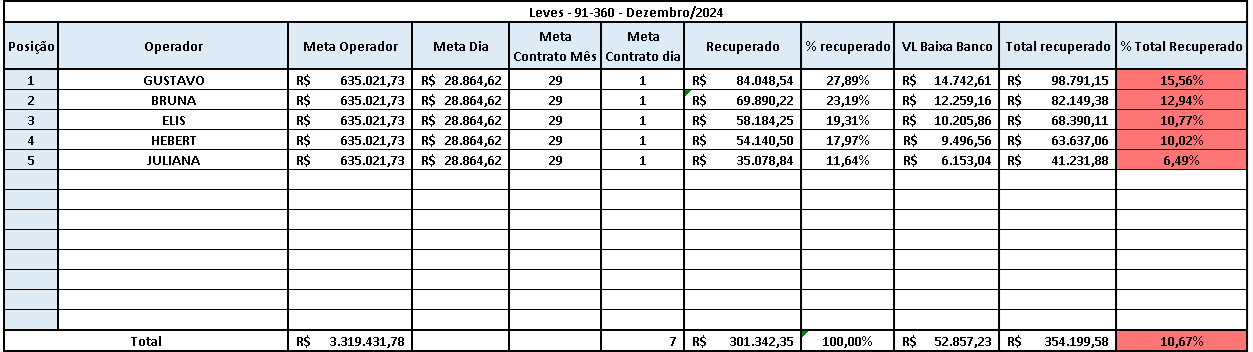 Leves - 91-360 - Dezembro/2024
Posição Operador Meta Operador Meta Dia Meta Contrato Mês Meta Contrato dia Recuperado % recuperado VL Baixa Banco Total recuperado % Total Recuperado
1 GUSTAVO R$ 635.021,73 R$ 28.864,62 29 1 R$ 84.048,54 27,89% R$ 14.742,61 R$ 98.791,15 15,56%
2 BRUNA R$ 635.021,73 R$ 28.864,62 29 1 R$ 69.890,22 23,19% R$ 12.259,16 R$ 82.149,38 12,94%
3 ELIS R$ 635.021,73 R$ 28.864,62 29 1 R$ 58.184,25 19,31% R$ 10.205,86 R$ 68.390,11 10,77%
4 HEBERT R$ 635.021,73 R$ 28.864,62 29 1 R$ 54.140,50 17,97% R$ 9.496,56 R$ 63.637,06 10,02%
5 JULIANA R$ 635.021,73 R$ 28.864,62 29 1 R$ 35.078,84 11,64% R$ 6.153,04 R$ 41.231,88 6,49%
Total R$ 3.319.431,78 7 R$ 301.342,35 100,00% R$ 52.857,23 R$ 354.199,58 10,67%